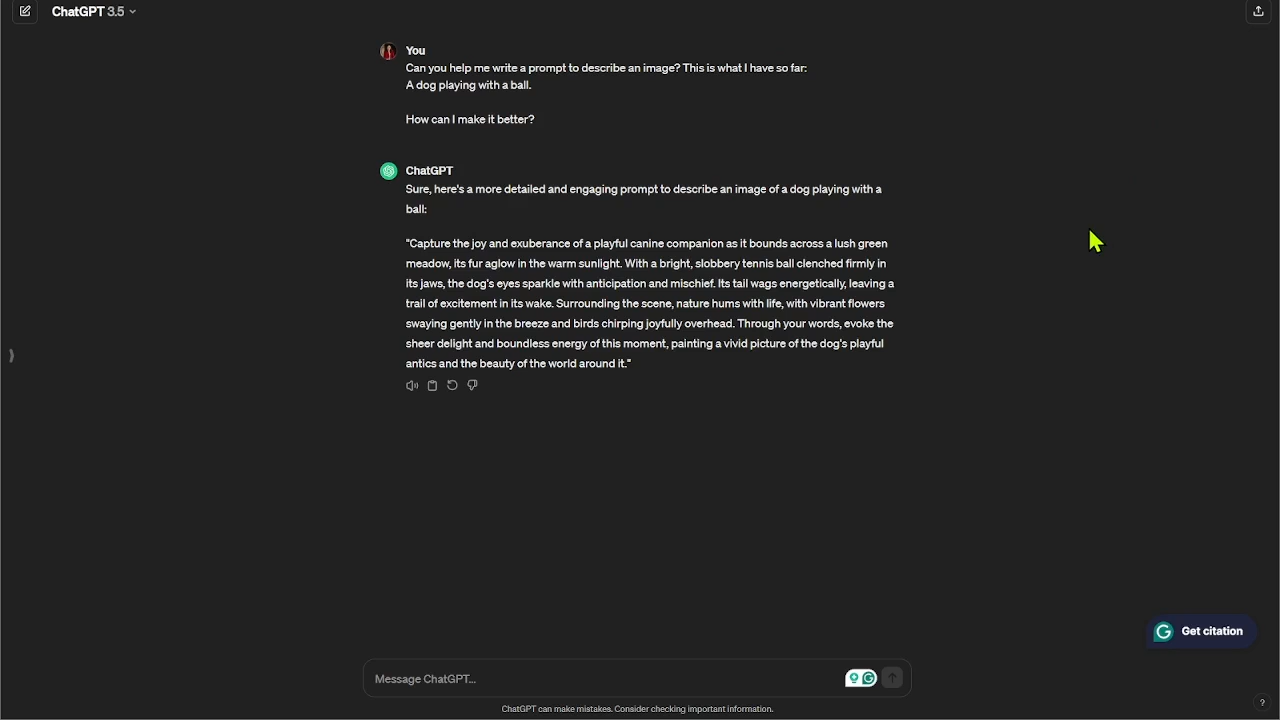 ChatGPT 3.5
You
Can you help me write a prompt to describe an image? This is what I have so far:
A dog playing with a ball.
How can I make it better?
ChatGPT
Sure, here's a more detailed and engaging prompt to describe an image of a dog playing with a
ball:
"Capture the joy and exuberance of a playful canine companion as it bounds across a lush green
meadow, its fur aglow in the warm sunlight. With a bright, slobbery tennis ball clenched firmly in
its jaws, the dog's eyes sparkle with anticipation and mischief. Its tail wags energetically, leaving a
trail of excitement in its wake. Surrounding the scene, nature hums with life, with vibrant flowers
swaying gently in the breeze and birds chirping joyfully overhead. Through your words, evoke the
sheer delight and boundless energy of this moment, painting a vivid picture of the dog's playful
antics and the beauty of the world around it."
Get citation
Message ChatGPT...
ChatGPT can make mistakes. Consider checking important information.
?